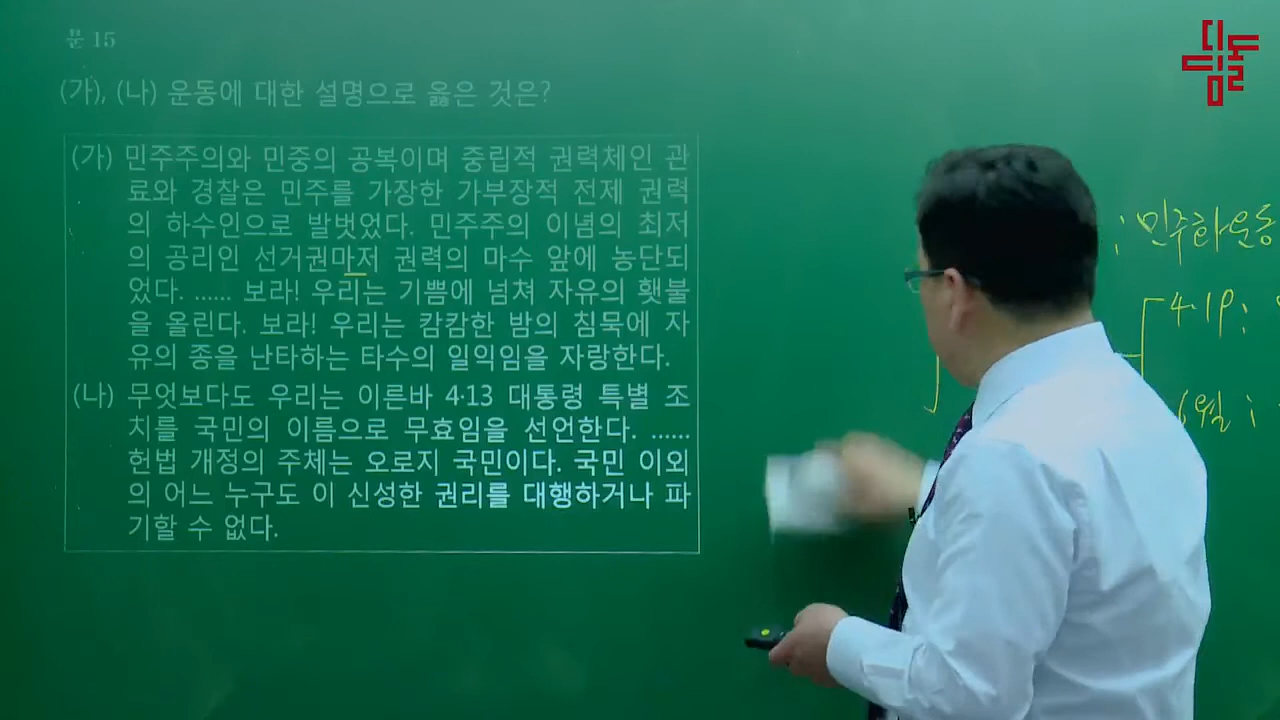 문 15
(가), (나) 운동에 대한 설명으로 옳은 것은?
(가) 민주주의와 민중의 공복이며 중립적 권력체인 관
료와 경찰은 민주를 가장한 가부장적 전제 권력
의 하수인으로 발벗었다. 민주주의 이념의 최저
의 공리인 선거권마저 권력의 마수 앞에 농단되
었다. ...... 보라! 우리는 기쁨에 넘쳐 자유의 횃불
을 올린다. 보라! 우리는 캄캄한 밤의 침묵에 자
유의 종을 난타하는 타수의 일익임을 자랑한다.
(나) 무엇보다도 우리는 이른바 4·13 대통령 특별 조
치를 국민의 이름으로 무효임을 선언한다. ......
헌법 개정의 주체는 오로지 국민이다. 국민 이외
의 어느 누구도 이 신성한 권리를 대행하거나 파
기할 수 없다.
: 민주화운동
4·19:
6월: